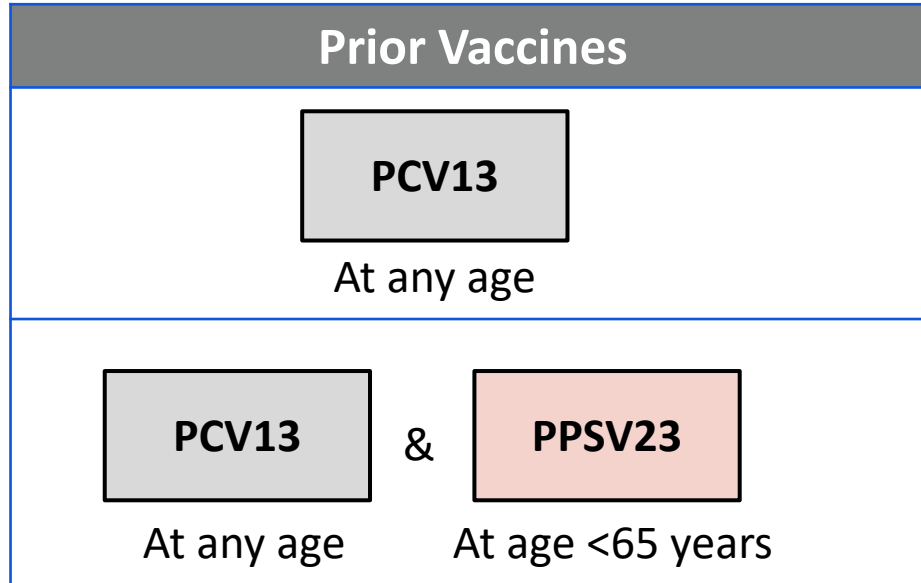 Prior Vaccines
PCV13
At any age
PCV13 & PPSV23
At any age At age <65 years